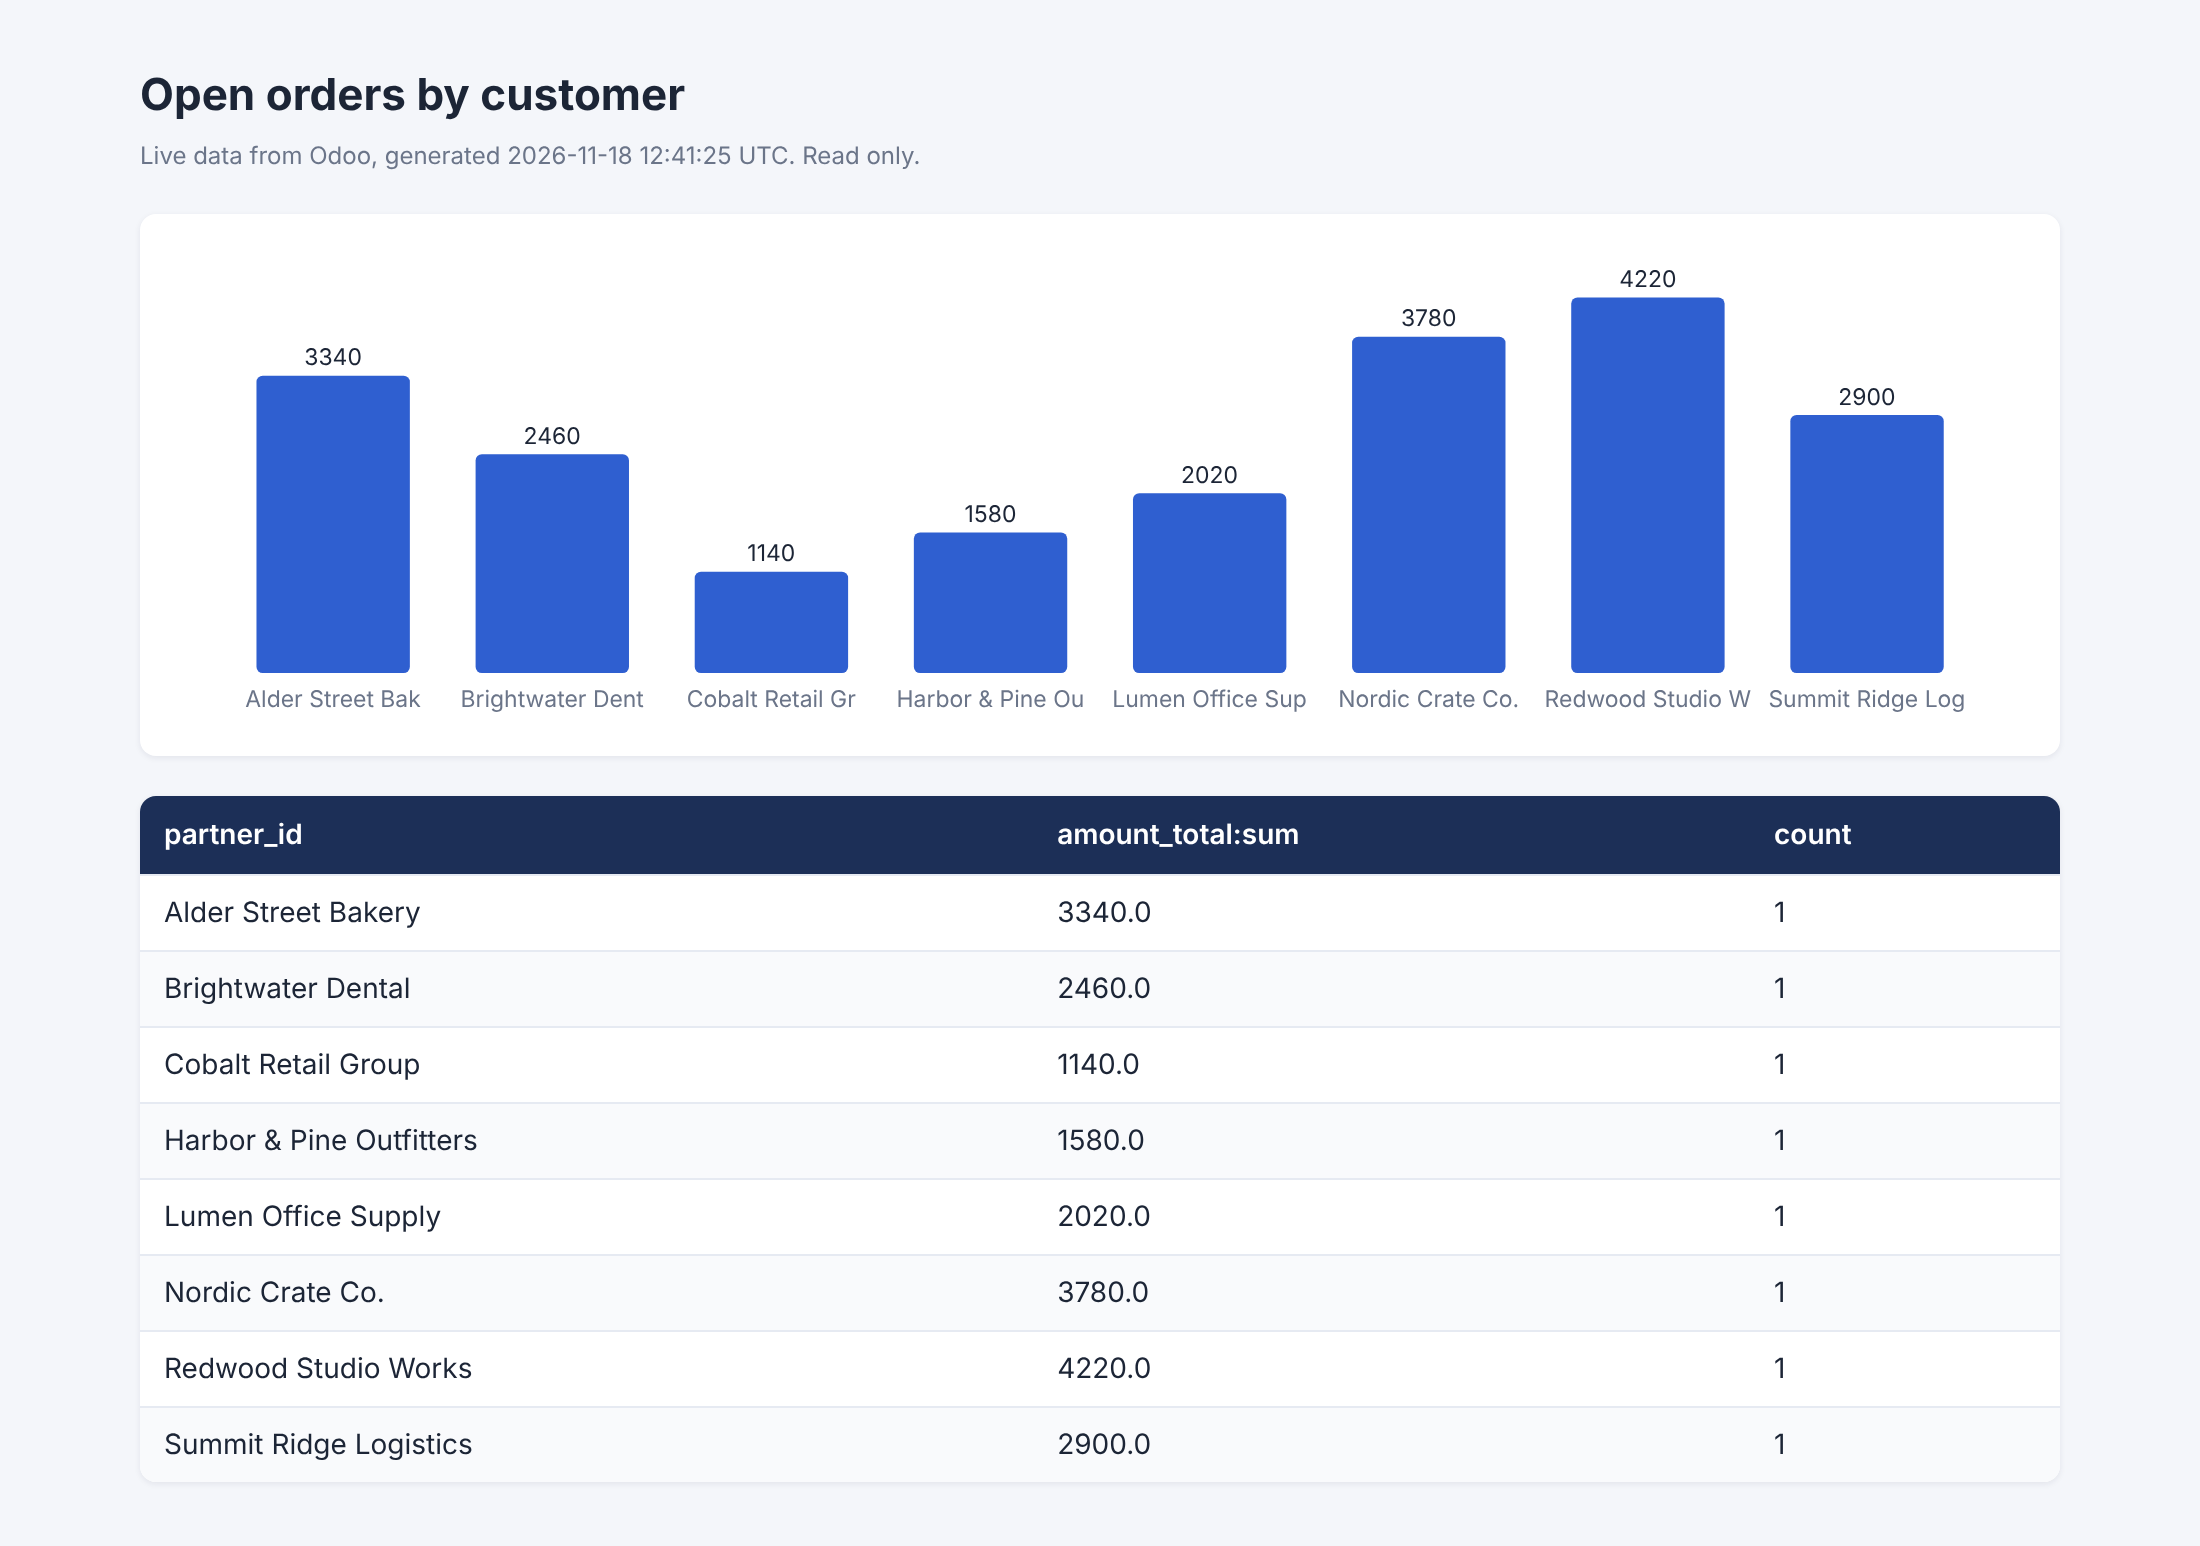 Open orders by customer
Live data from Odoo, generated 2026-11-18 12:41:25 UTC. Read only.
3340
2460
1140
1580
2020
3780
4220
2900
Alder Street Bak
Brightwater Dent
Cobalt Retail Gr
Harbor & Pine Ou
Lumen Office Sup
Nordic Crate Co.
Redwood Studio W
Summit Ridge Log
partner_id amount_total:sum count
Alder Street Bakery 3340.0 1
Brightwater Dental 2460.0 1
Cobalt Retail Group 1140.0 1
Harbor & Pine Outfitters 1580.0 1
Lumen Office Supply 2020.0 1
Nordic Crate Co. 3780.0 1
Redwood Studio Works 4220.0 1
Summit Ridge Logistics 2900.0 1